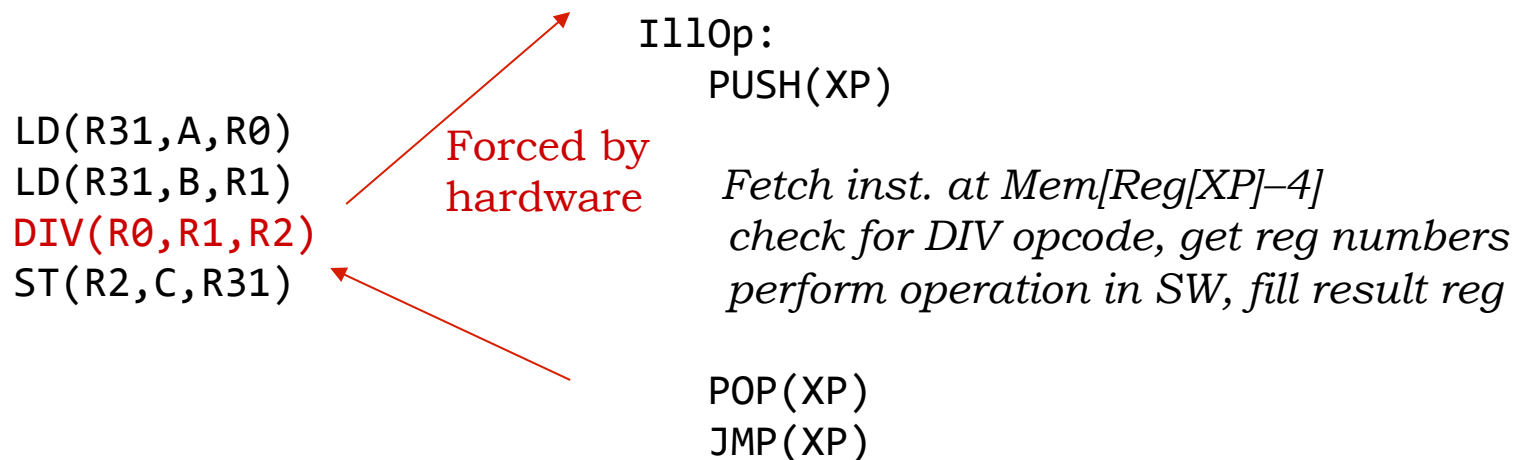 LD(R31,A,R0)
LD(R31,B,R1)
DIV(R0,R1,R2)
ST(R2,C,R31)
Forced by
hardware
IllOp:
PUSH(XP)
Fetch inst. at Mem[Reg[XP]–4]
check for DIV opcode, get reg numbers
perform operation in SW, fill result reg
POP(XP)
JMP(XP)